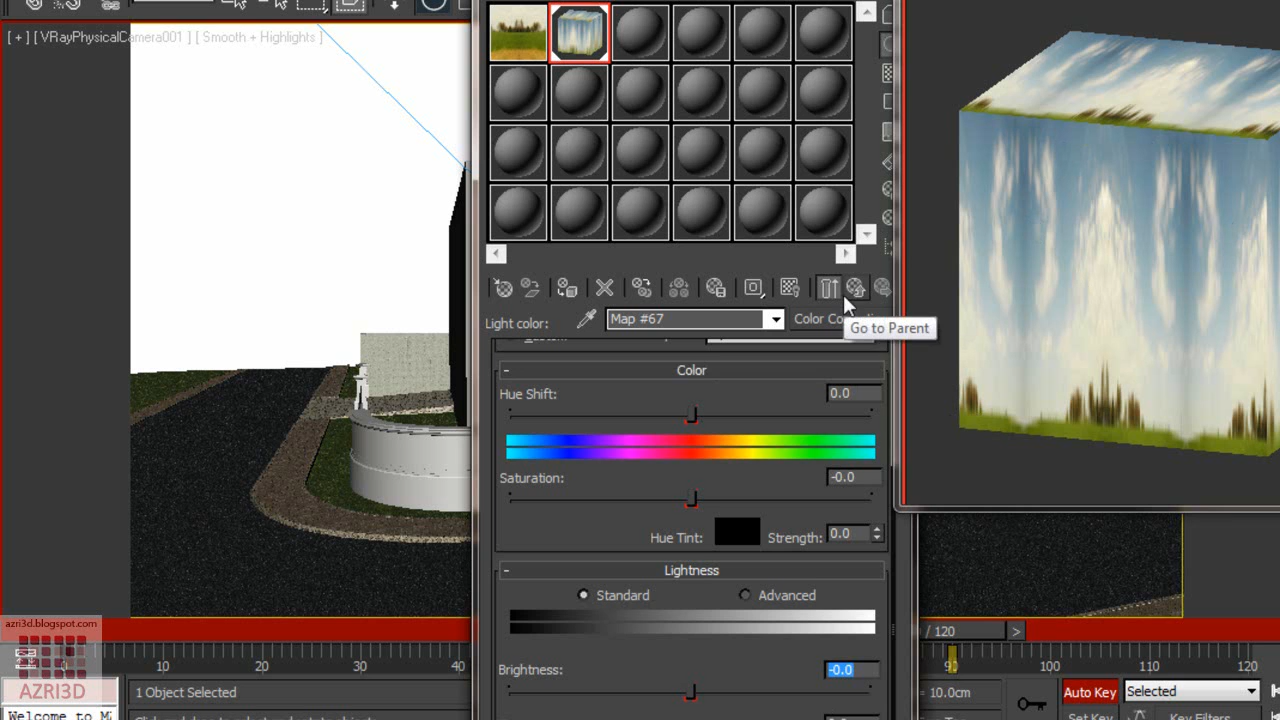 [ + ] [ VRayPhysicalCamera001 ] [ Smooth + Highlights ]
Light color:
Map #67
Color Co
Go to Parent
- Color
Hue Shift:
0.0
Saturation:
-0.0
Hue Tint:
Strength:
0.0
- Lightness
Standard
Advanced
Brightness:
-0.0
azri3d.blogspot.com
AZRI3D
/ 120
>
10
20
30
40
90
100
110
120
1 Object Selected
= 10.0cm
Auto Key
Selected
Set Key
Key Filters...
Welcome to M